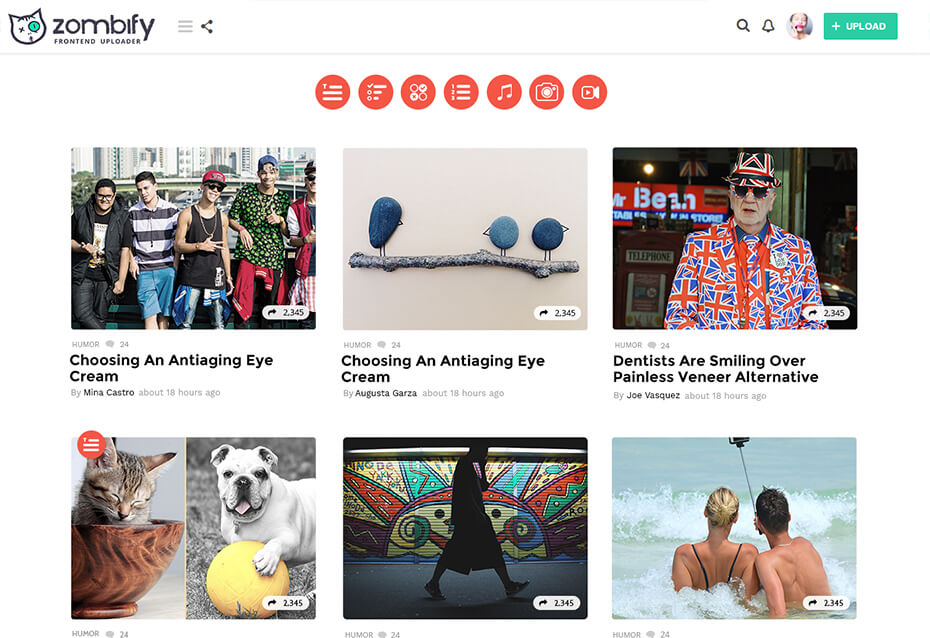 zombify
FRONTEND UPLOADER
+ UPLOAD
Mr Bean
TELEPHONE
2,345
2,345
2,345
HUMOR 24
Choosing An Antiaging Eye
Cream
By Mina Castro about 18 hours ago
HUMOR 24
Choosing An Antiaging Eye
Cream
By Augusta Garza about 18 hours ago
HUMOR 24
Dentists Are Smiling Over
Painless Veneer Alternative
By Joe Vasquez about 18 hours ago
2,345
2,345
2,345
HUMOR 24
HUMOR 24
HUMOR 24